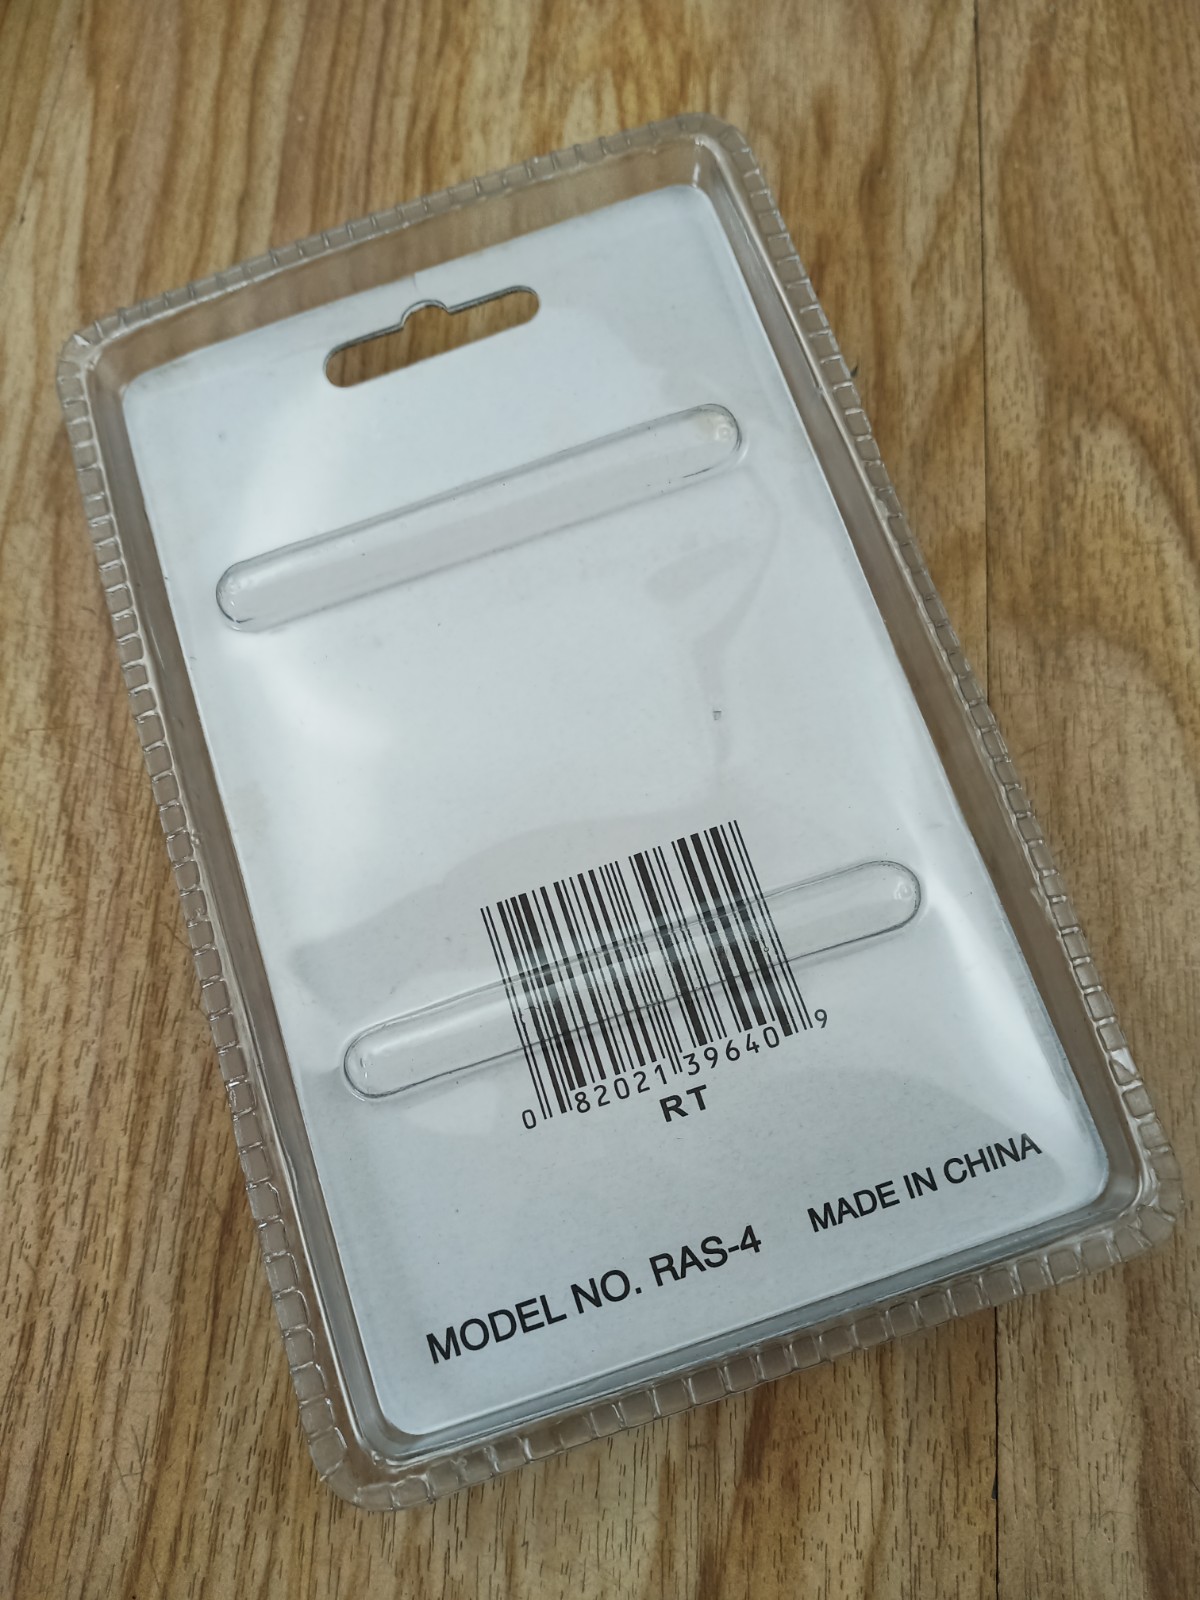 0 82021 39640 9
RT
MODEL NO. RAS-4 MADE IN CHINA